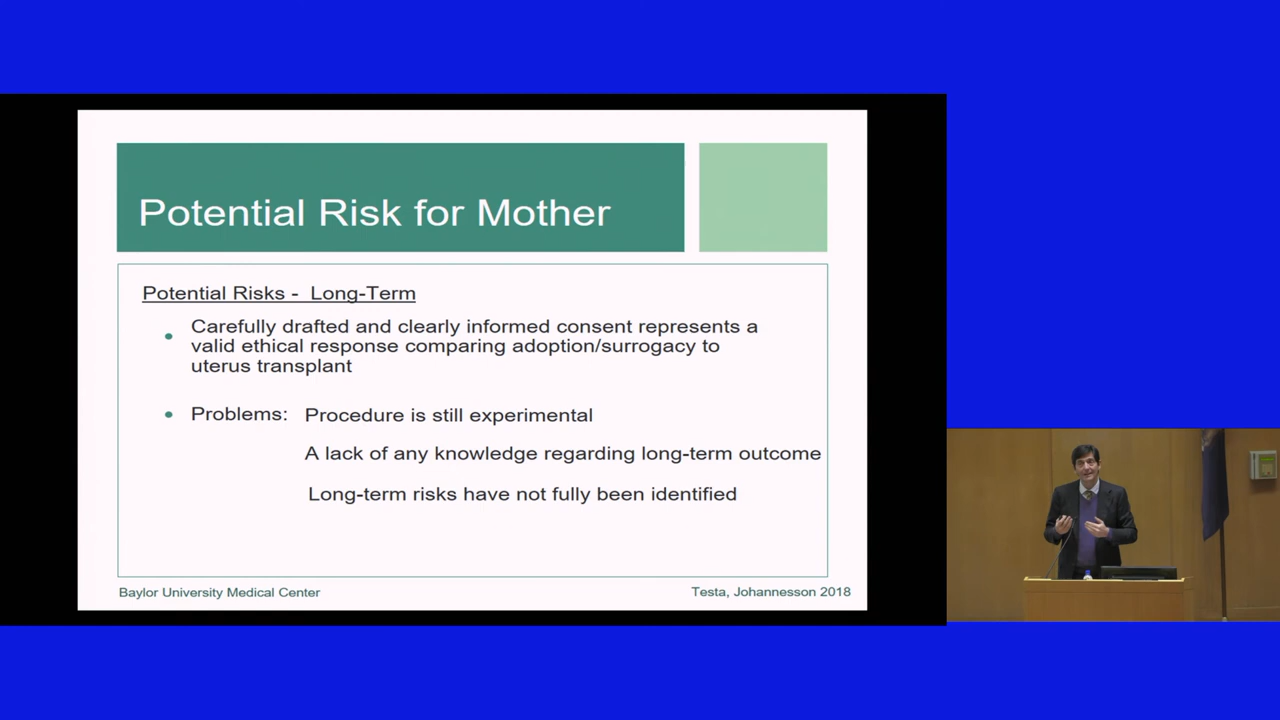 Potential Risk for Mother
Potential Risks - Long-Term
Carefully drafted and clearly informed consent represents a
valid ethical response comparing adoption/surrogacy to
uterus transplant
Problems: Procedure is still experimental
A lack of any knowledge regarding long-term outcome
Long-term risks have not fully been identified
Baylor University Medical Center
Testa, Johannesson 2018